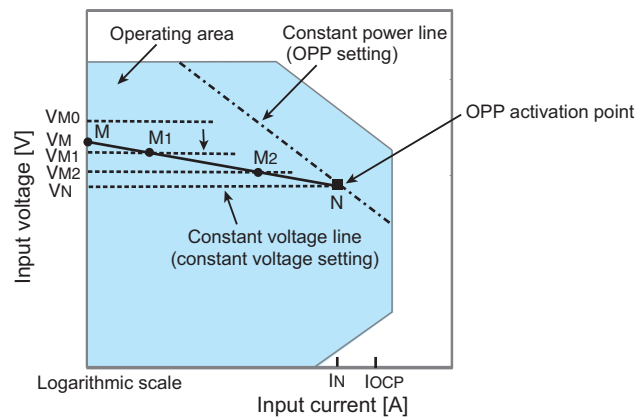 Operating area
Constant power line
(OPP setting)
OPP activation point
VM0
VM
M
M1
VM1
M2
VM2
VN
N
Constant voltage line
(constant voltage setting)
Input voltage [V]
Logarithmic scale
IN
IOCP
Input current [A]